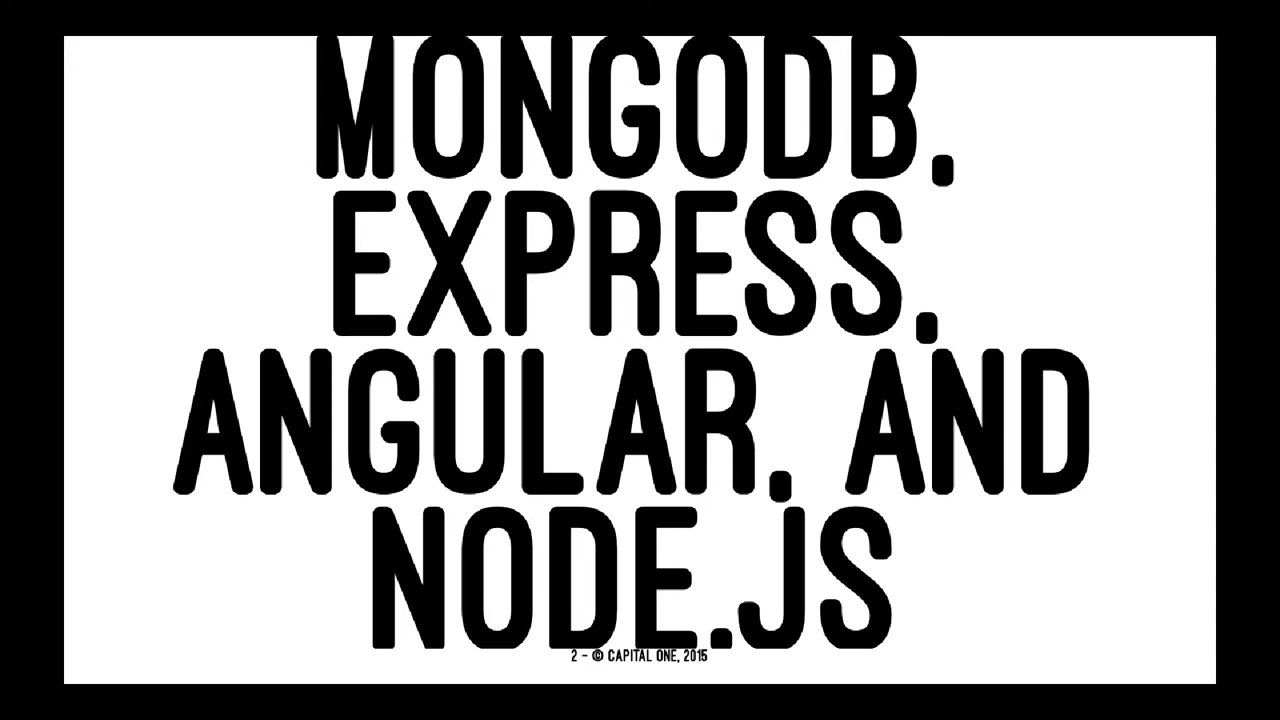 MONGODB,
EXPRESS,
ANGULAR, AND
NODE.JS
2 - © CAPITAL ONE, 2015